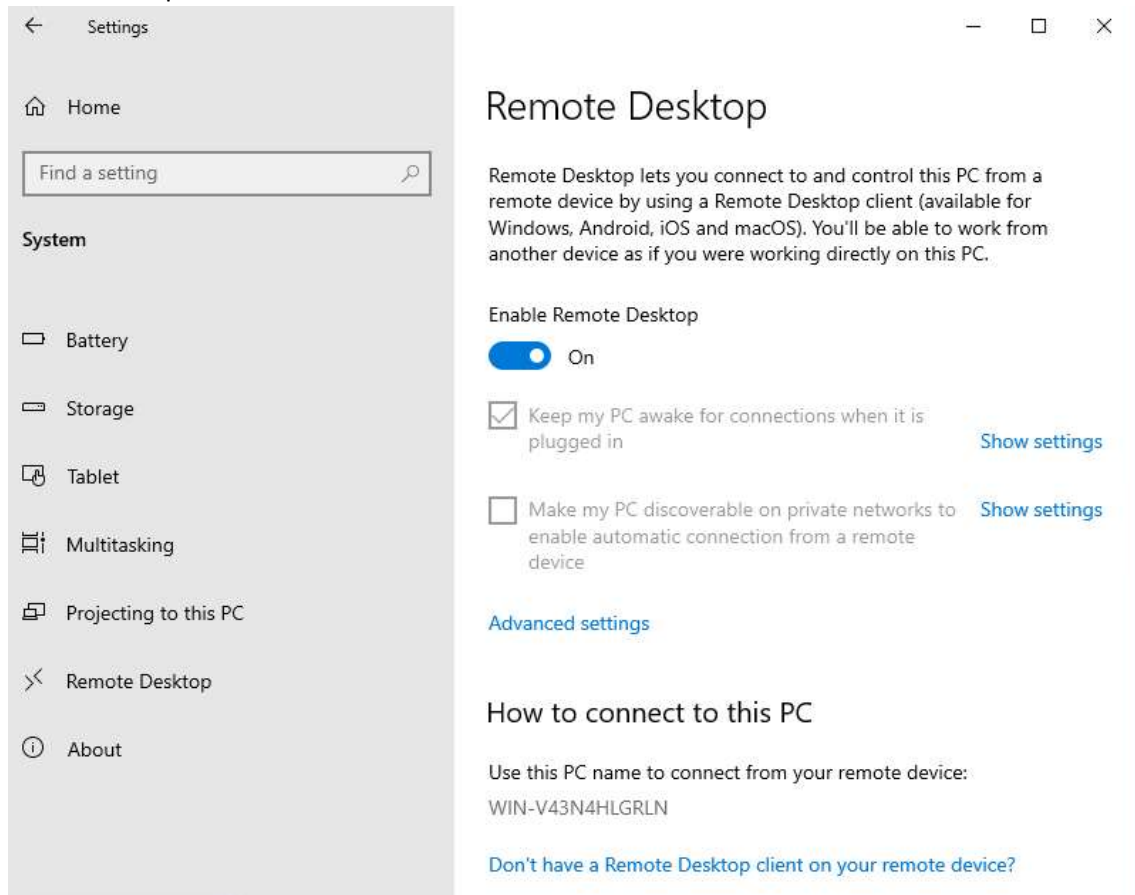 Settings
Home
Find a setting
System
Battery
Storage
Tablet
Multitasking
Projecting to this PC
Remote Desktop
About
Remote Desktop
Remote Desktop lets you connect to and control this PC from a
remote device by using a Remote Desktop client (available for
Windows, Android, iOS and macOS). You'll be able to work from
another device as if you were working directly on this PC.
Enable Remote Desktop
On
Keep my PC awake for connections when it is
plugged in
Show settings
Make my PC discoverable on private networks to
enable automatic connection from a remote
device
Show settings
Advanced settings
How to connect to this PC
Use this PC name to connect from your remote device:
WIN-V43N4HLGRLN
Don't have a Remote Desktop client on your remote device?